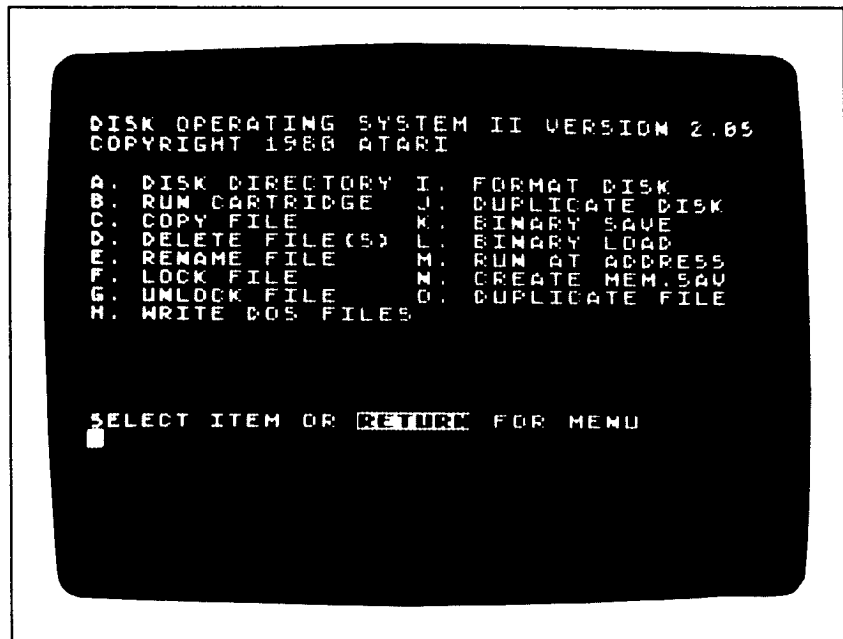 DISK OPERATING SYSTEM II VERSION 2.0S
COPYRIGHT 1980 ATARI
A. DISK DIRECTORY I. FORMAT DISK
B. RUN CARTRIDGE J. DUPLICATE DISK
C. COPY FILE K. BINARY SAVE
D. DELETE FILE(S) L. BINARY LOAD
E. RENAME FILE M. RUN AT ADDRESS
F. LOCK FILE N. CREATE MEM.SAV
G. UNLOCK FILE O. DUPLICATE FILE
H. WRITE DOS FILES
SELECT ITEM OR RETURN FOR MENU